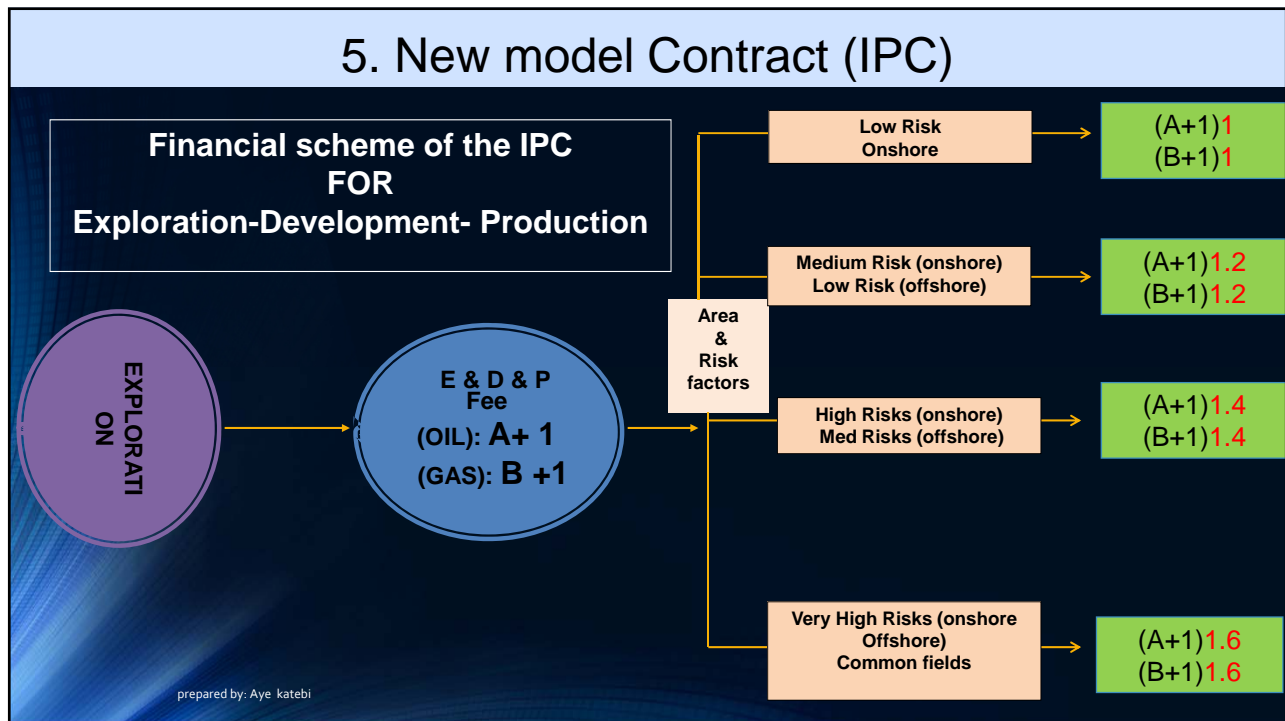 5. New model Contract (IPC)
Financial scheme of the IPC
FOR
Exploration-Development- Production
EXPLORATI
ON
E & D & P
Fee
(OIL): A+ 1
(GAS): B +1
Area
&
Risk
factors
Low Risk
Onshore
(A+1)1
(B+1)1
Medium Risk (onshore)
Low Risk (offshore)
(A+1)1.2
(B+1)1.2
High Risks (onshore)
Med Risks (offshore)
(A+1)1.4
(B+1)1.4
Very High Risks (onshore
Offshore)
Common fields
(A+1)1.6
(B+1)1.6
prepared by: Aye katebi